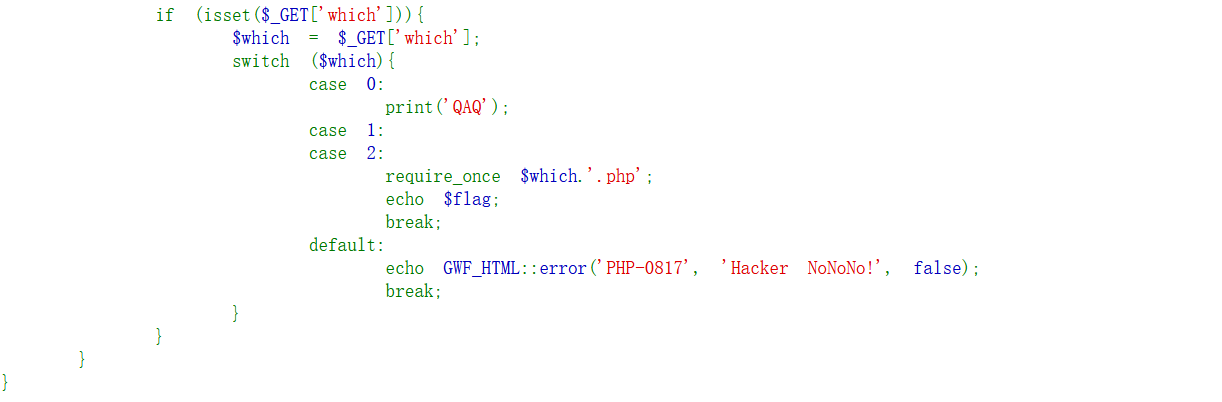 if (isset($_GET['which'])){
$which = $_GET['which'];
switch ($which){
case 0:
print('QAQ');
case 1:
case 2:
require_once $which.'.php';
echo $flag;
break;
default:
echo GWF_HTML::error('PHP-0817', 'Hacker NoNoNo!', false);
break;
}
}
}
}